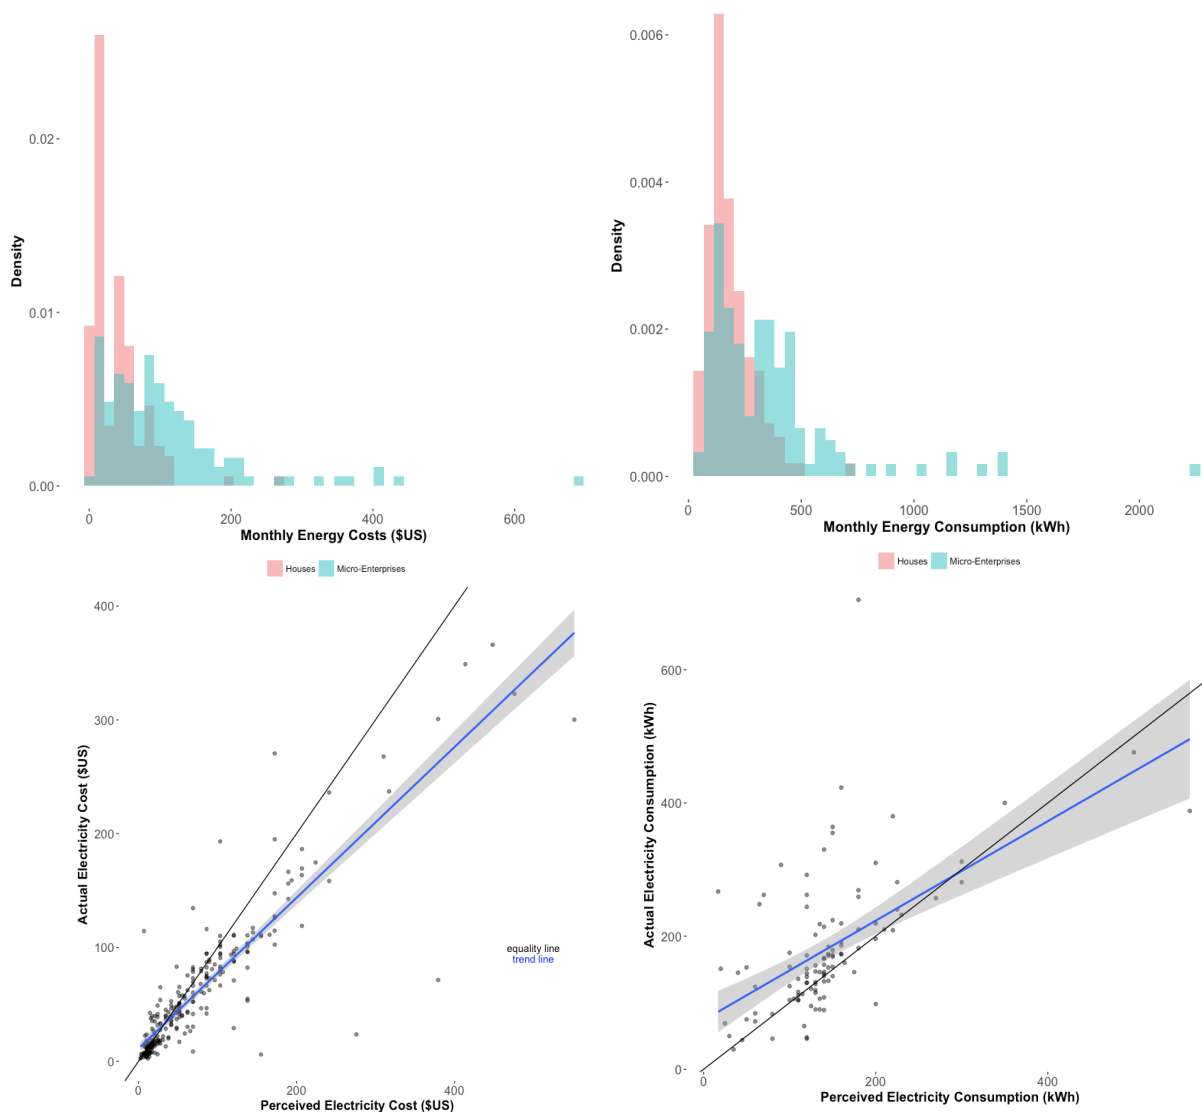 0.02
0.01
0.00
Density
0
200
400
600
Monthly Energy Costs ($US)
Houses
Micro-Enterprises
0.006
0.004
0.002
0.000
Density
0
500
1000
1500
2000
Monthly Energy Consumption (kWh)
Houses
Micro-Enterprises
400
300
200
100
0
Actual Electricity Cost ($US)
equality line
trend line
0
200
400
Perceived Electricity Cost ($US)
600
400
200
0
Actual Electricity Consumption (kWh)
0
200
400
Perceived Electricity Consumption (kWh)